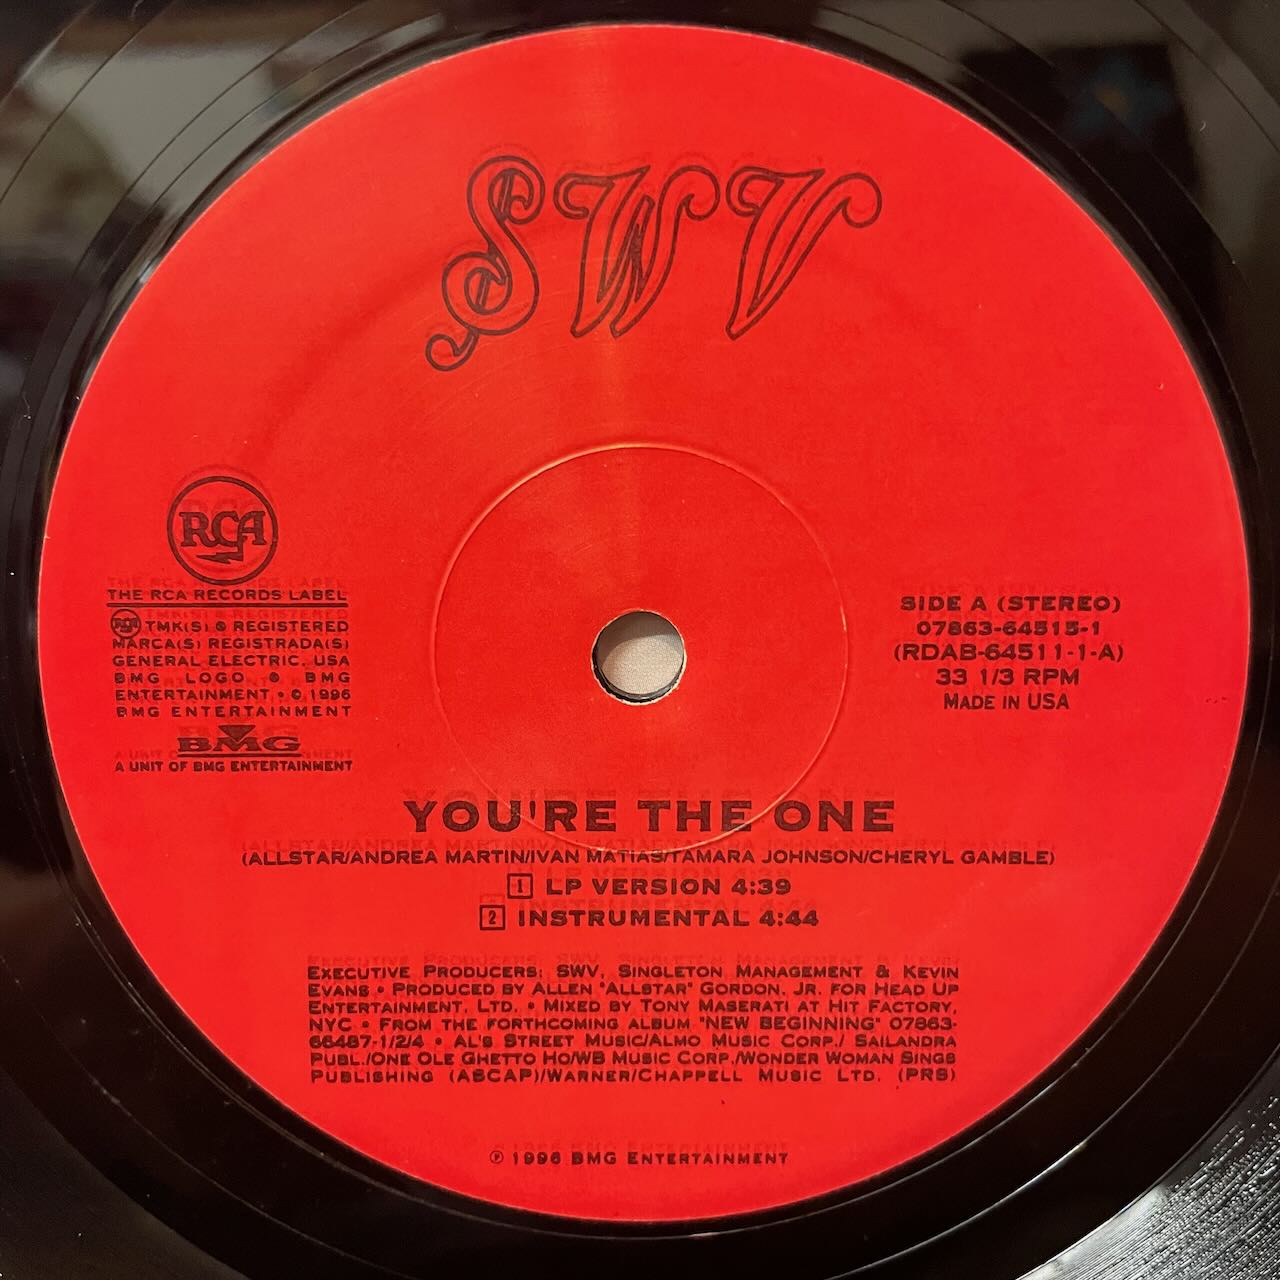 SWV
RCA
THE RCA RECORDS LABEL
RCA TMK(S) ® REGISTERED
MARCA(S) REGISTRADA(S)
GENERAL ELECTRIC, USA
BMG LOGO ® BMG
ENTERTAINMENT • © 1996
BMG ENTERTAINMENT
BMG
A UNIT OF BMG ENTERTAINMENT
SIDE A (STEREO)
07863-64515-1
(RDAB-64511-1-A)
33 1/3 RPM
MADE IN USA
YOU'RE THE ONE
(ALLSTAR/ANDREA MARTIN/IVAN MATIAS/TAMARA JOHNSON/CHERYL GAMBLE)
1 LP VERSION 4:39
2 INSTRUMENTAL 4:44
EXECUTIVE PRODUCERS: SWV, SINGLETON MANAGEMENT & KEVIN
EVANS • PRODUCED BY ALLEN "ALLSTAR" GORDON, JR. FOR HEAD UP
ENTERTAINMENT, LTD. • MIXED BY TONY MASERATI AT HIT FACTORY,
NYC • FROM THE FORTHCOMING ALBUM "NEW BEGINNING" 07863-
66487-1/2/4 • AL'S STREET MUSIC/ALMO MUSIC CORP./ SAILANDRA
PUBL./ONE OLE GHETTO HO/WB MUSIC CORP./WONDER WOMAN SINGS
PUBLISHING (ASCAP)/WARNER/CHAPPELL MUSIC LTD. (PRS)
℗ 1996 BMG ENTERTAINMENT